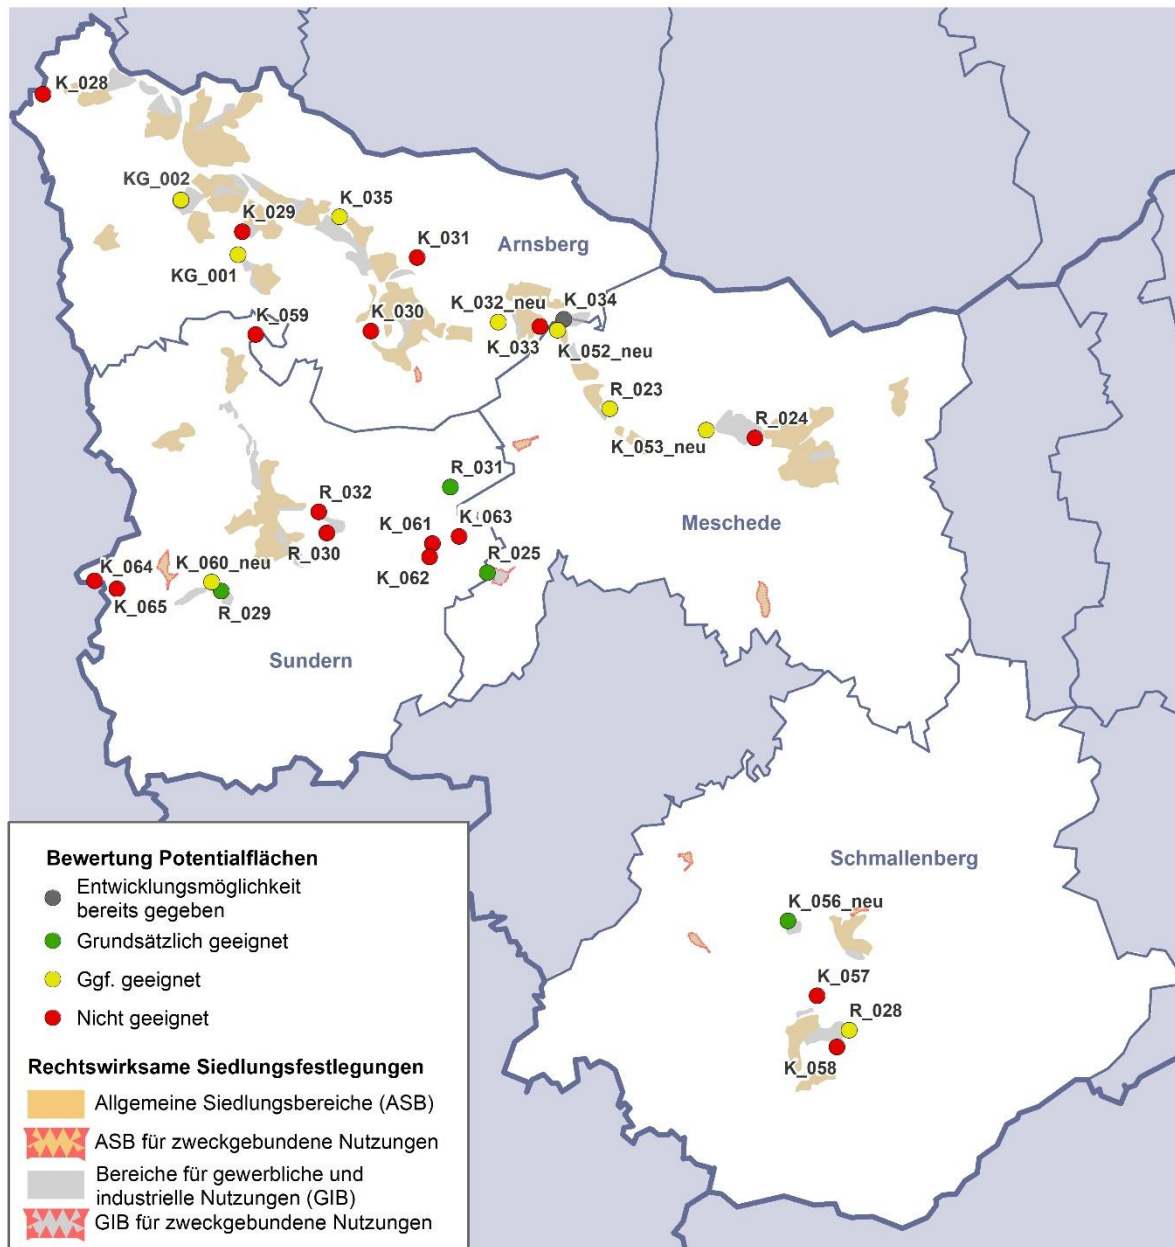 K_028
KG_002
K_035
K_029
K_031
Arnsberg
KG_001
K_032_neu
K_034
K_059
K_030
K_033
K_052_neu
R_023
R_024
K_053_neu
R_031
R_032
Meschede
K_061
K_063
R_030
R_025
K_064
K_060_neu
K_062
K_065
R_029
Sundern
Schmallenberg
K_056_neu
K_057
R_028
K_058
Bewertung Potentialflächen
Entwicklungsmöglichkeit
bereits gegeben
Grundsätzlich geeignet
Ggf. geeignet
Nicht geeignet
Rechtswirksame Siedlungsfestlegungen
Allgemeine Siedlungsbereiche (ASB)
ASB für zweckgebundene Nutzungen
Bereiche für gewerbliche und
industrielle Nutzungen (GIB)
GIB für zweckgebundene Nutzungen